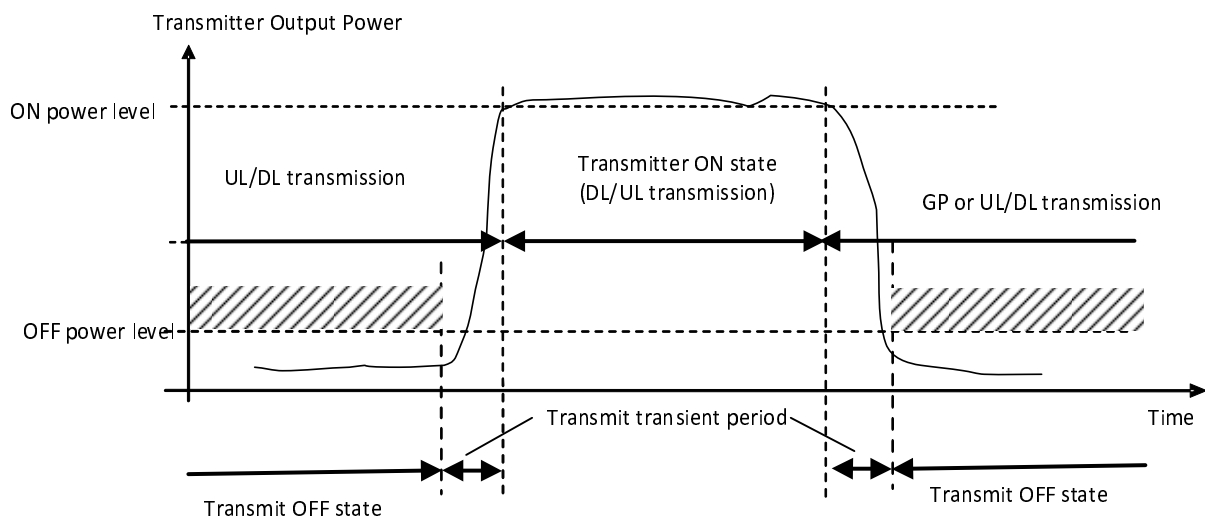 Transmitter Output Power
ON power level
UL/DL transmission
Transmitter ON state
(DL/UL transmission)
GP or UL/DL transmission
OFF power level
Transmit transient period
Time
Transmit OFF state
Transmit OFF state